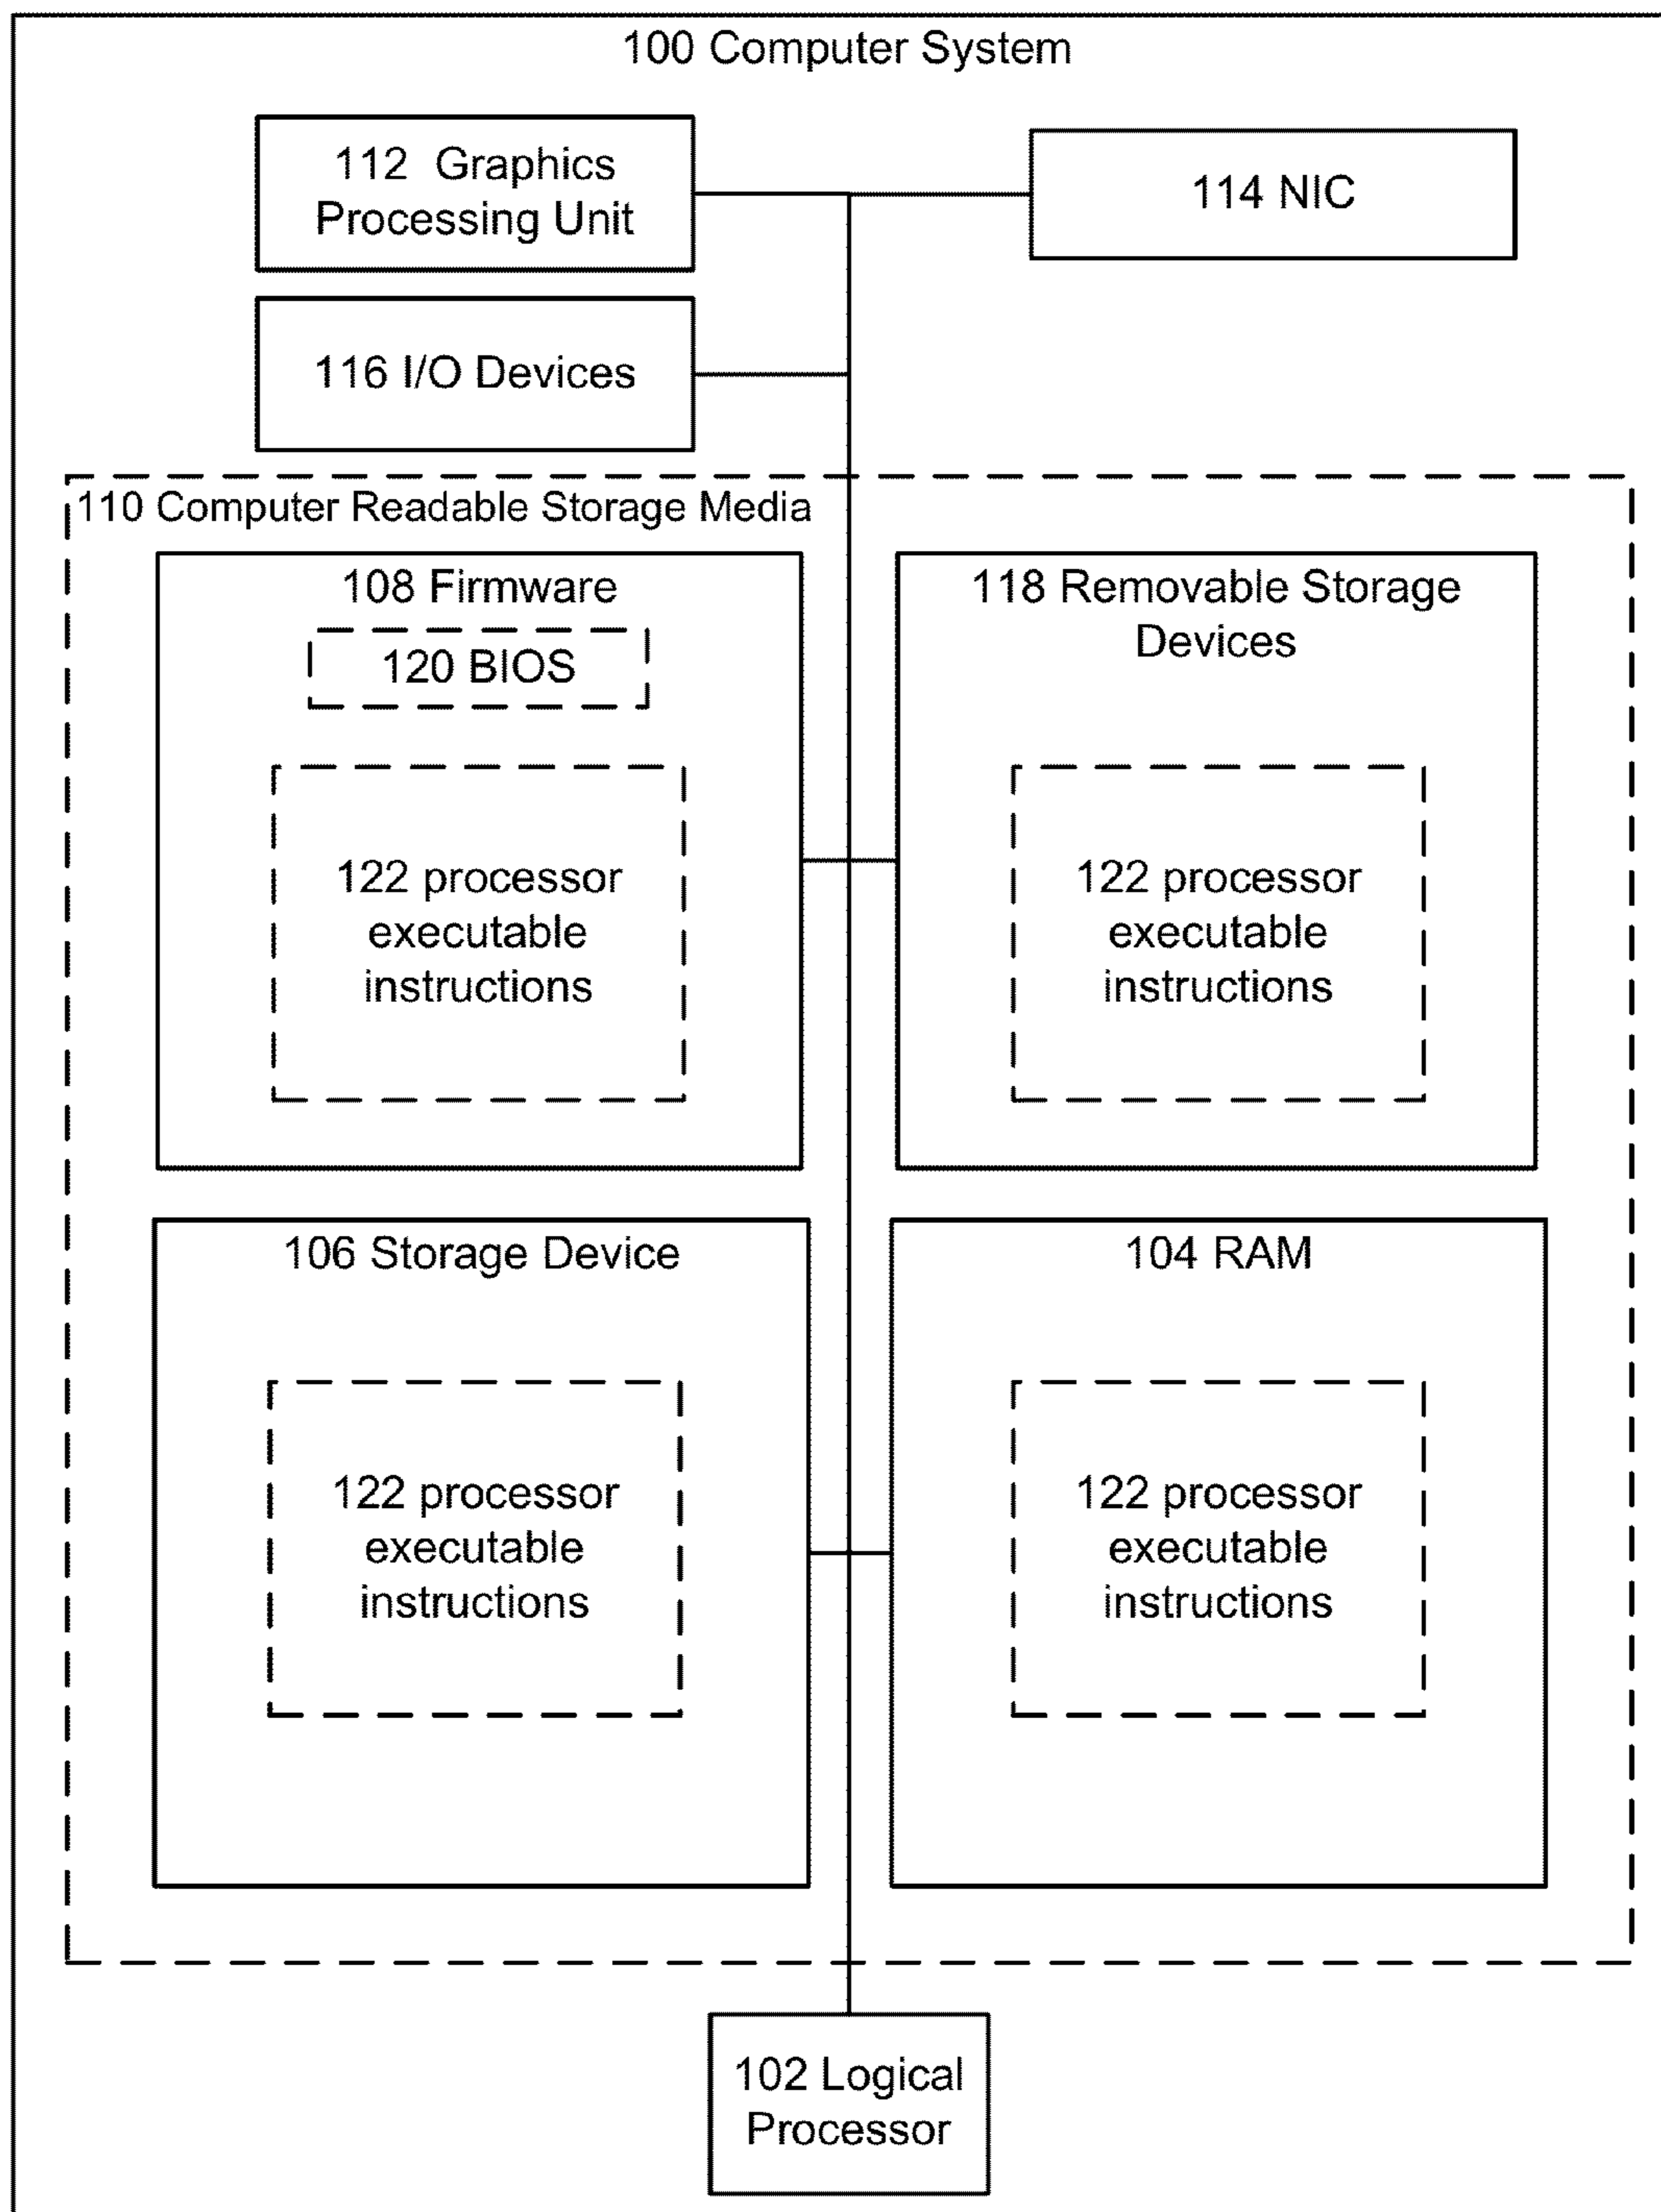 100 Computer System
112 Graphics
Processing Unit
114 NIC
116 I/O Devices
110 Computer Readable Storage Media
108 Firmware
120 BIOS
122 processor
executable
instructions
118 Removable Storage
Devices
122 processor
executable
instructions
106 Storage Device
122 processor
executable
instructions
104 RAM
122 processor
executable
instructions
102 Logical
Processor